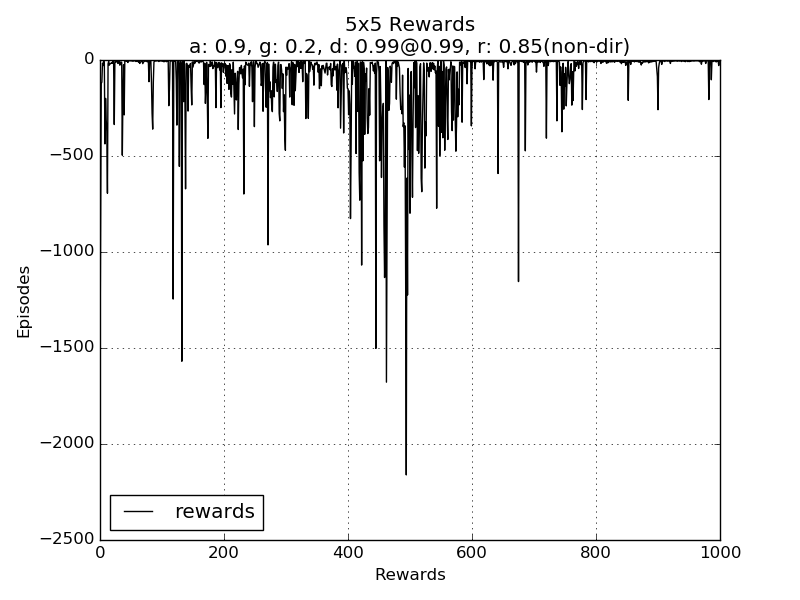 5x5 Rewards
a: 0.9, g: 0.2, d: 0.99@0.99, r: 0.85(non-dir)
0
−500
−1000
−1500
−2000
−2500
Episodes
rewards
0 200 400 600 800 1000
Rewards